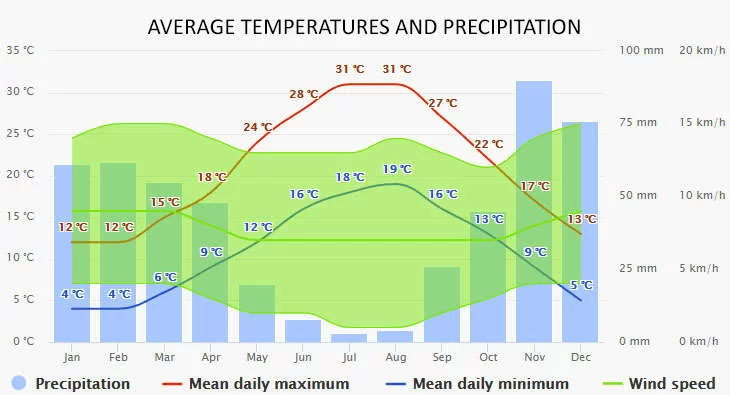 AVERAGE TEMPERATURES AND PRECIPITATION
35 °C 100 mm 20 km/h
31 °C 31 °C
30 °C 28 °C 27 °C
25 °C 24 °C 22 °C 75 mm 15 km/h
20 °C 18 °C 18 °C 19 °C 17 °C
15 °C 12 °C 12 °C 15 °C 12 °C 16 °C 16 °C 13 °C 13 °C 50 mm 10 km/h
10 °C 9 °C 9 °C
5 °C 4 °C 4 °C 6 °C 5 °C 25 mm 5 km/h
0 °C 0 mm 0 km/h
Jan Feb Mar Apr May Jun Jul Aug Sep Oct Nov Dec
Precipitation Mean daily maximum Mean daily minimum Wind speed